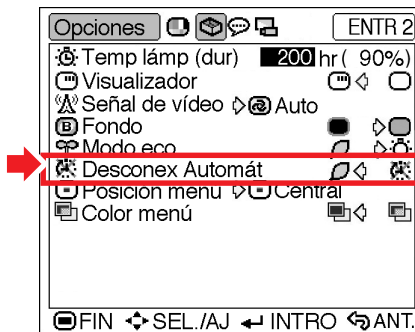 Opciones ENTR 2
Temp lámp (dur) 200 hr ( 90%)
Visualizador
Señal de vídeo Auto
B Fondo
Modo eco
Desconex Automát
Posición menú Central
Color menú
FIN SEL./AJ INTRO ANT.